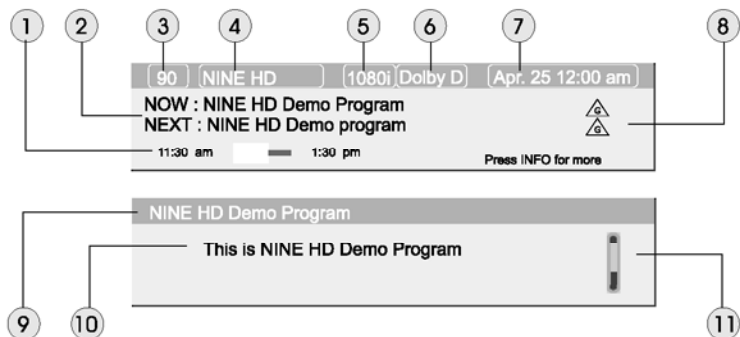 1 2 3 4 5 6 7 8
90 NINE HD 1080i Dolby D Apr. 25 12:00 am
NOW : NINE HD Demo Program G
NEXT : NINE HD Demo program G
11:30 am 1:30 pm Press INFO for more
NINE HD Demo Program
This is NINE HD Demo Program
9 10 11